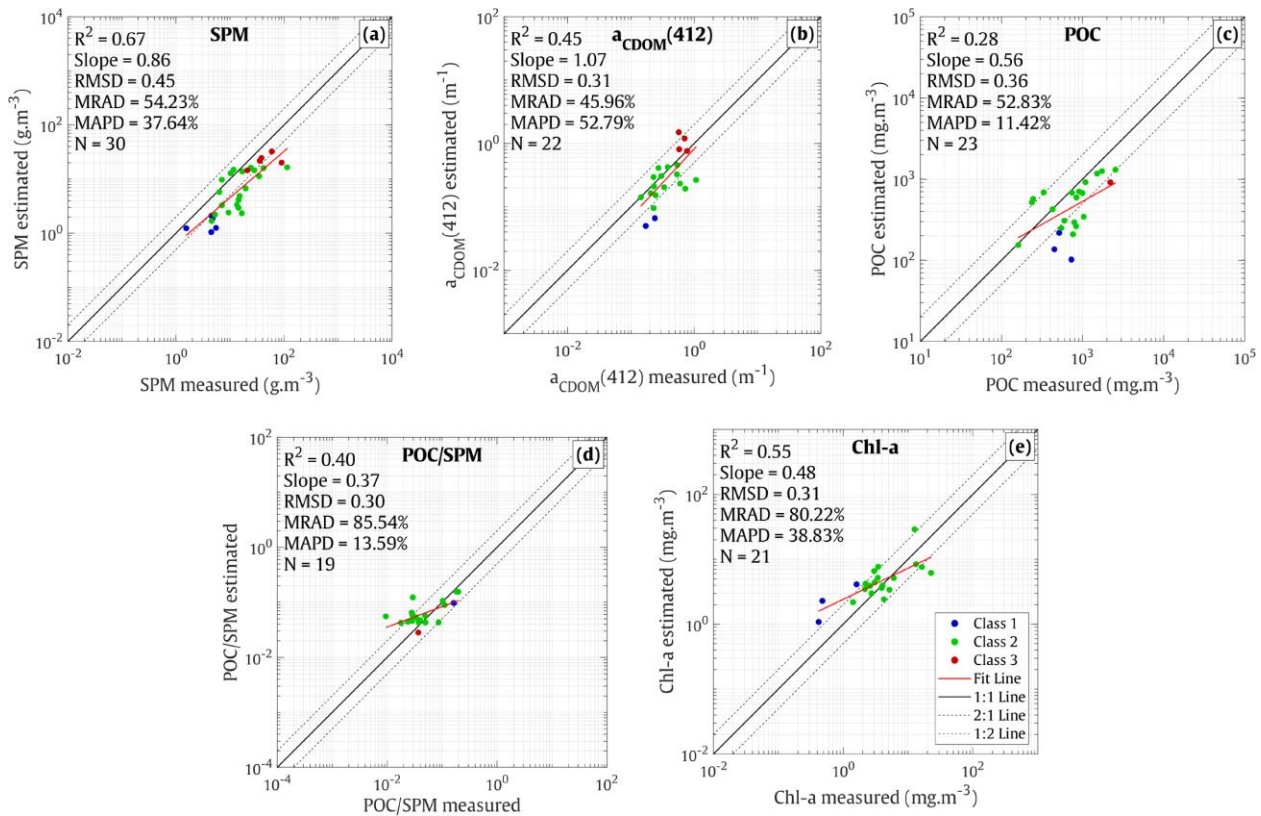 SPM
(a)
R² = 0.67
Slope = 0.86
RMSD = 0.45
MRAD = 54.23%
MAPD = 37.64%
N = 30
10⁴
10²
10⁰
10⁻²
SPM estimated (g.m⁻³)
10⁻² 10⁰ 10² 10⁴
SPM measured (g.m⁻³)
a_CDOM(412)
(b)
R² = 0.45
Slope = 1.07
RMSD = 0.31
MRAD = 45.96%
MAPD = 52.79%
N = 22
10²
10⁰
10⁻²
a_CDOM(412) estimated (m⁻¹)
10⁻² 10⁰ 10²
a_CDOM(412) measured (m⁻¹)
POC
(c)
R² = 0.28
Slope = 0.56
RMSD = 0.36
MRAD = 52.83%
MAPD = 11.42%
N = 23
10⁵
10⁴
10³
10²
10¹
POC estimated (mg.m⁻³)
10¹ 10² 10³ 10⁴ 10⁵
POC measured (mg.m⁻³)
POC/SPM
(d)
R² = 0.40
Slope = 0.37
RMSD = 0.30
MRAD = 85.54%
MAPD = 13.59%
N = 19
10²
10⁰
10⁻²
10⁻⁴
POC/SPM estimated
10⁻⁴ 10⁻² 10⁰ 10²
POC/SPM measured
Chl-a
(e)
R² = 0.55
Slope = 0.48
RMSD = 0.31
MRAD = 80.22%
MAPD = 38.83%
N = 21
10²
10⁰
10⁻²
Chl-a estimated (mg.m⁻³)
10⁻² 10⁰ 10²
Chl-a measured (mg.m⁻³)
Class 1
Class 2
Class 3
Fit Line
1:1 Line
2:1 Line
1:2 Line